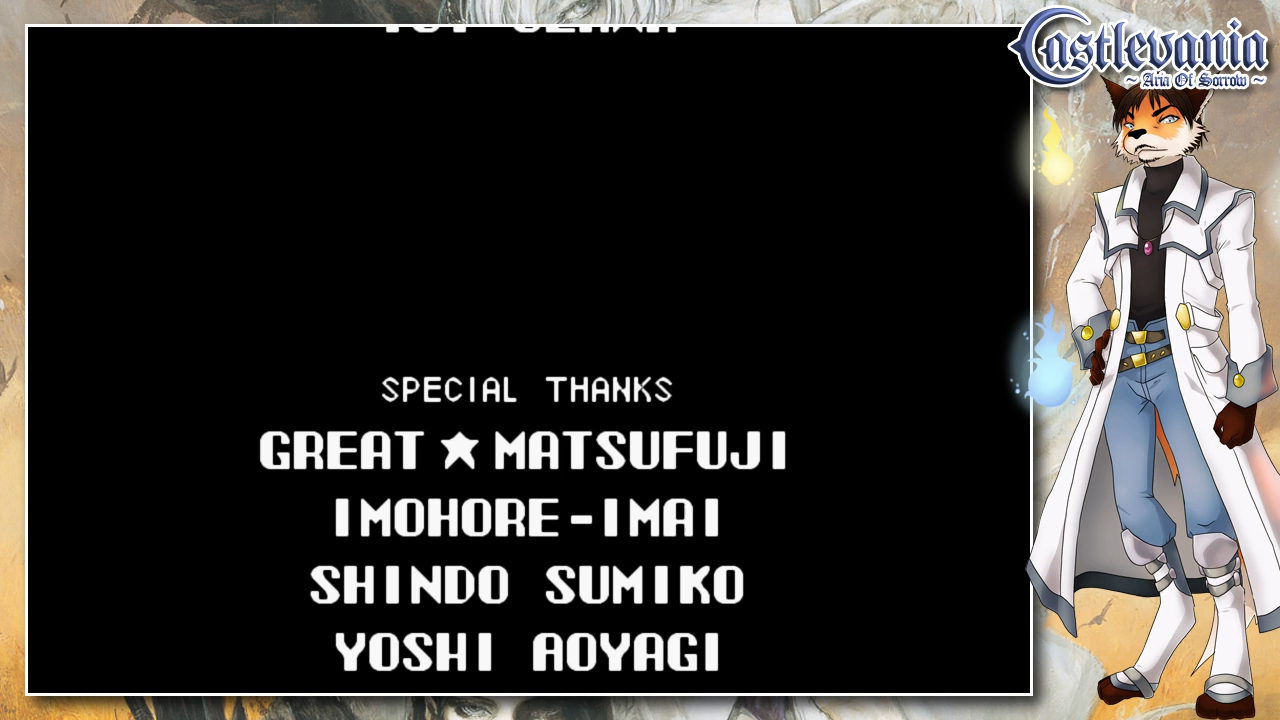 Castlevania
~ Aria Of Sorrow ~
SPECIAL THANKS
GREAT★MATSUFUJI
IMOHORE-IMAI
SHINDO SUMIKO
YOSHI AOYAGI